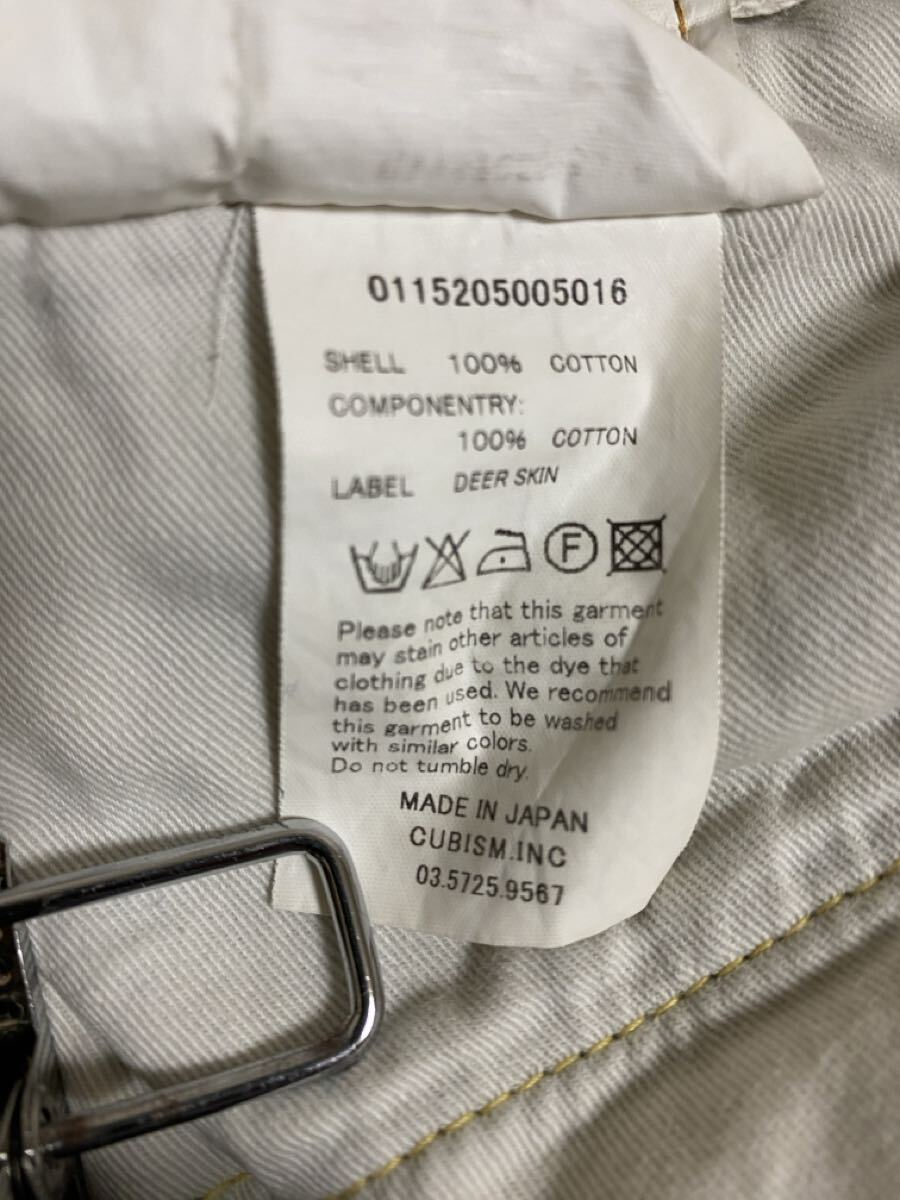 0115205005016
SHELL 100% COTTON
COMPONENTRY:
100% COTTON
LABEL DEER SKIN
F
Please note that this garment
may stain other articles of
clothing due to the dye that
has been used. We recommend
this garment to be washed
with similar colors.
Do not tumble dry.
MADE IN JAPAN
CUBISM.INC
03.5725.9567